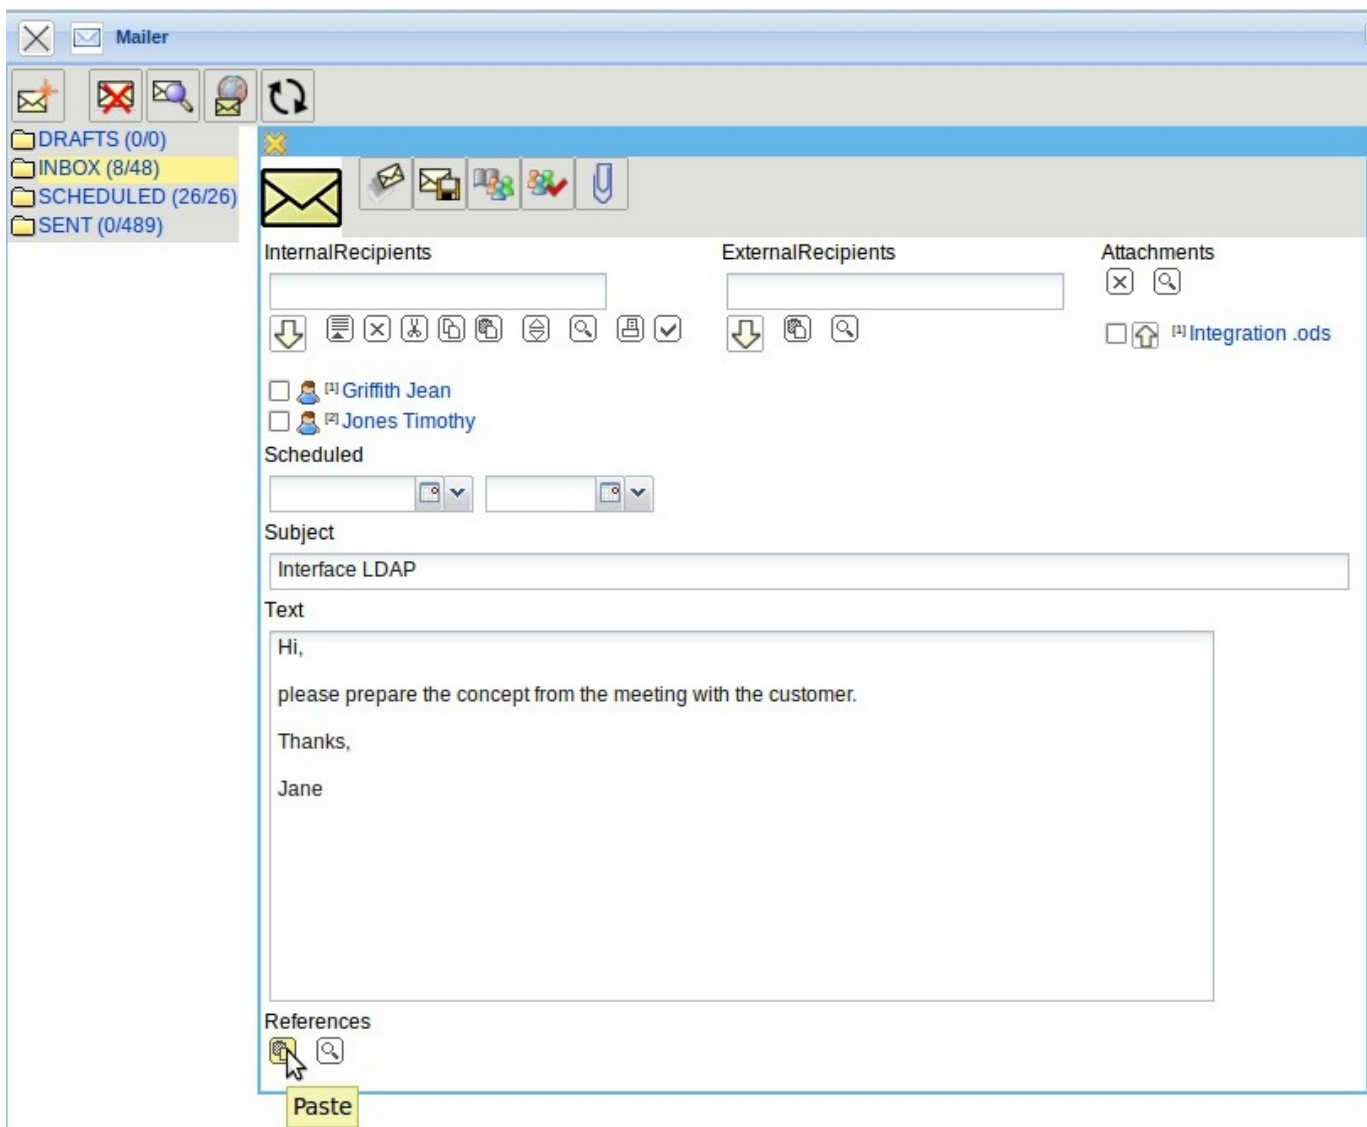 Mailer
DRAFTS (0/0)
INBOX (8/48)
SCHEDULED (26/26)
SENT (0/489)
InternalRecipients
ExternalRecipients
Attachments
[1] Integration .ods
[1] Griffith Jean
[2] Jones Timothy
Scheduled
Subject
Interface LDAP
Text
Hi,
please prepare the concept from the meeting with the customer.
Thanks,
Jane
References
Paste